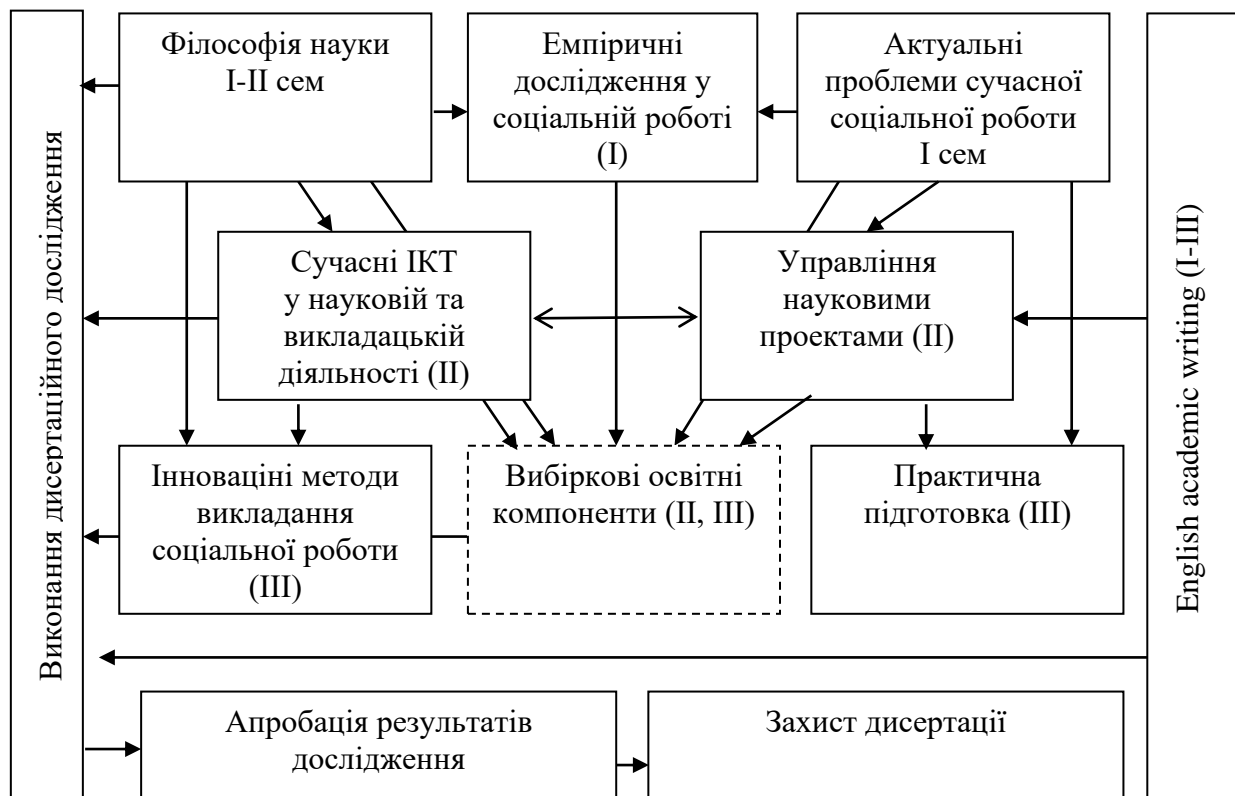 Виконання дисертаційного дослідження
Філософія науки
І-ІІ сем
Емпіричні
дослідження у
соціальній роботі
(І)
Актуальні
проблеми сучасної
соціальної роботи
І сем
English academic writing (I-III)
Сучасні ІКТ
у науковій та
викладацькій
діяльності (ІІ)
Управління
науковими
проектами (ІІ)
Інноваціні методи
викладання
соціальної роботи
(ІІІ)
Вибіркові освітні
компоненти (ІІ, ІІІ)
Практична
підготовка (ІІІ)
Апробація результатів
дослідження
Захист дисертації